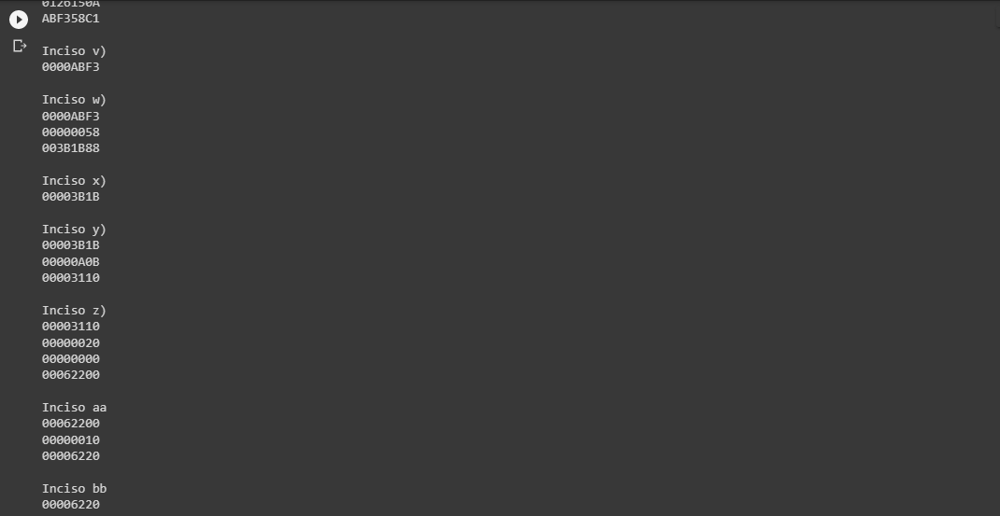 0126150A
ABF358C1
Inciso v)
0000ABF3
Inciso w)
0000ABF3
00000058
003B1B88
Inciso x)
00003B1B
Inciso y)
00003B1B
00000A0B
00003110
Inciso z)
00003110
00000020
00000000
00062200
Inciso aa
00062200
00000010
00006220
Inciso bb
00006220